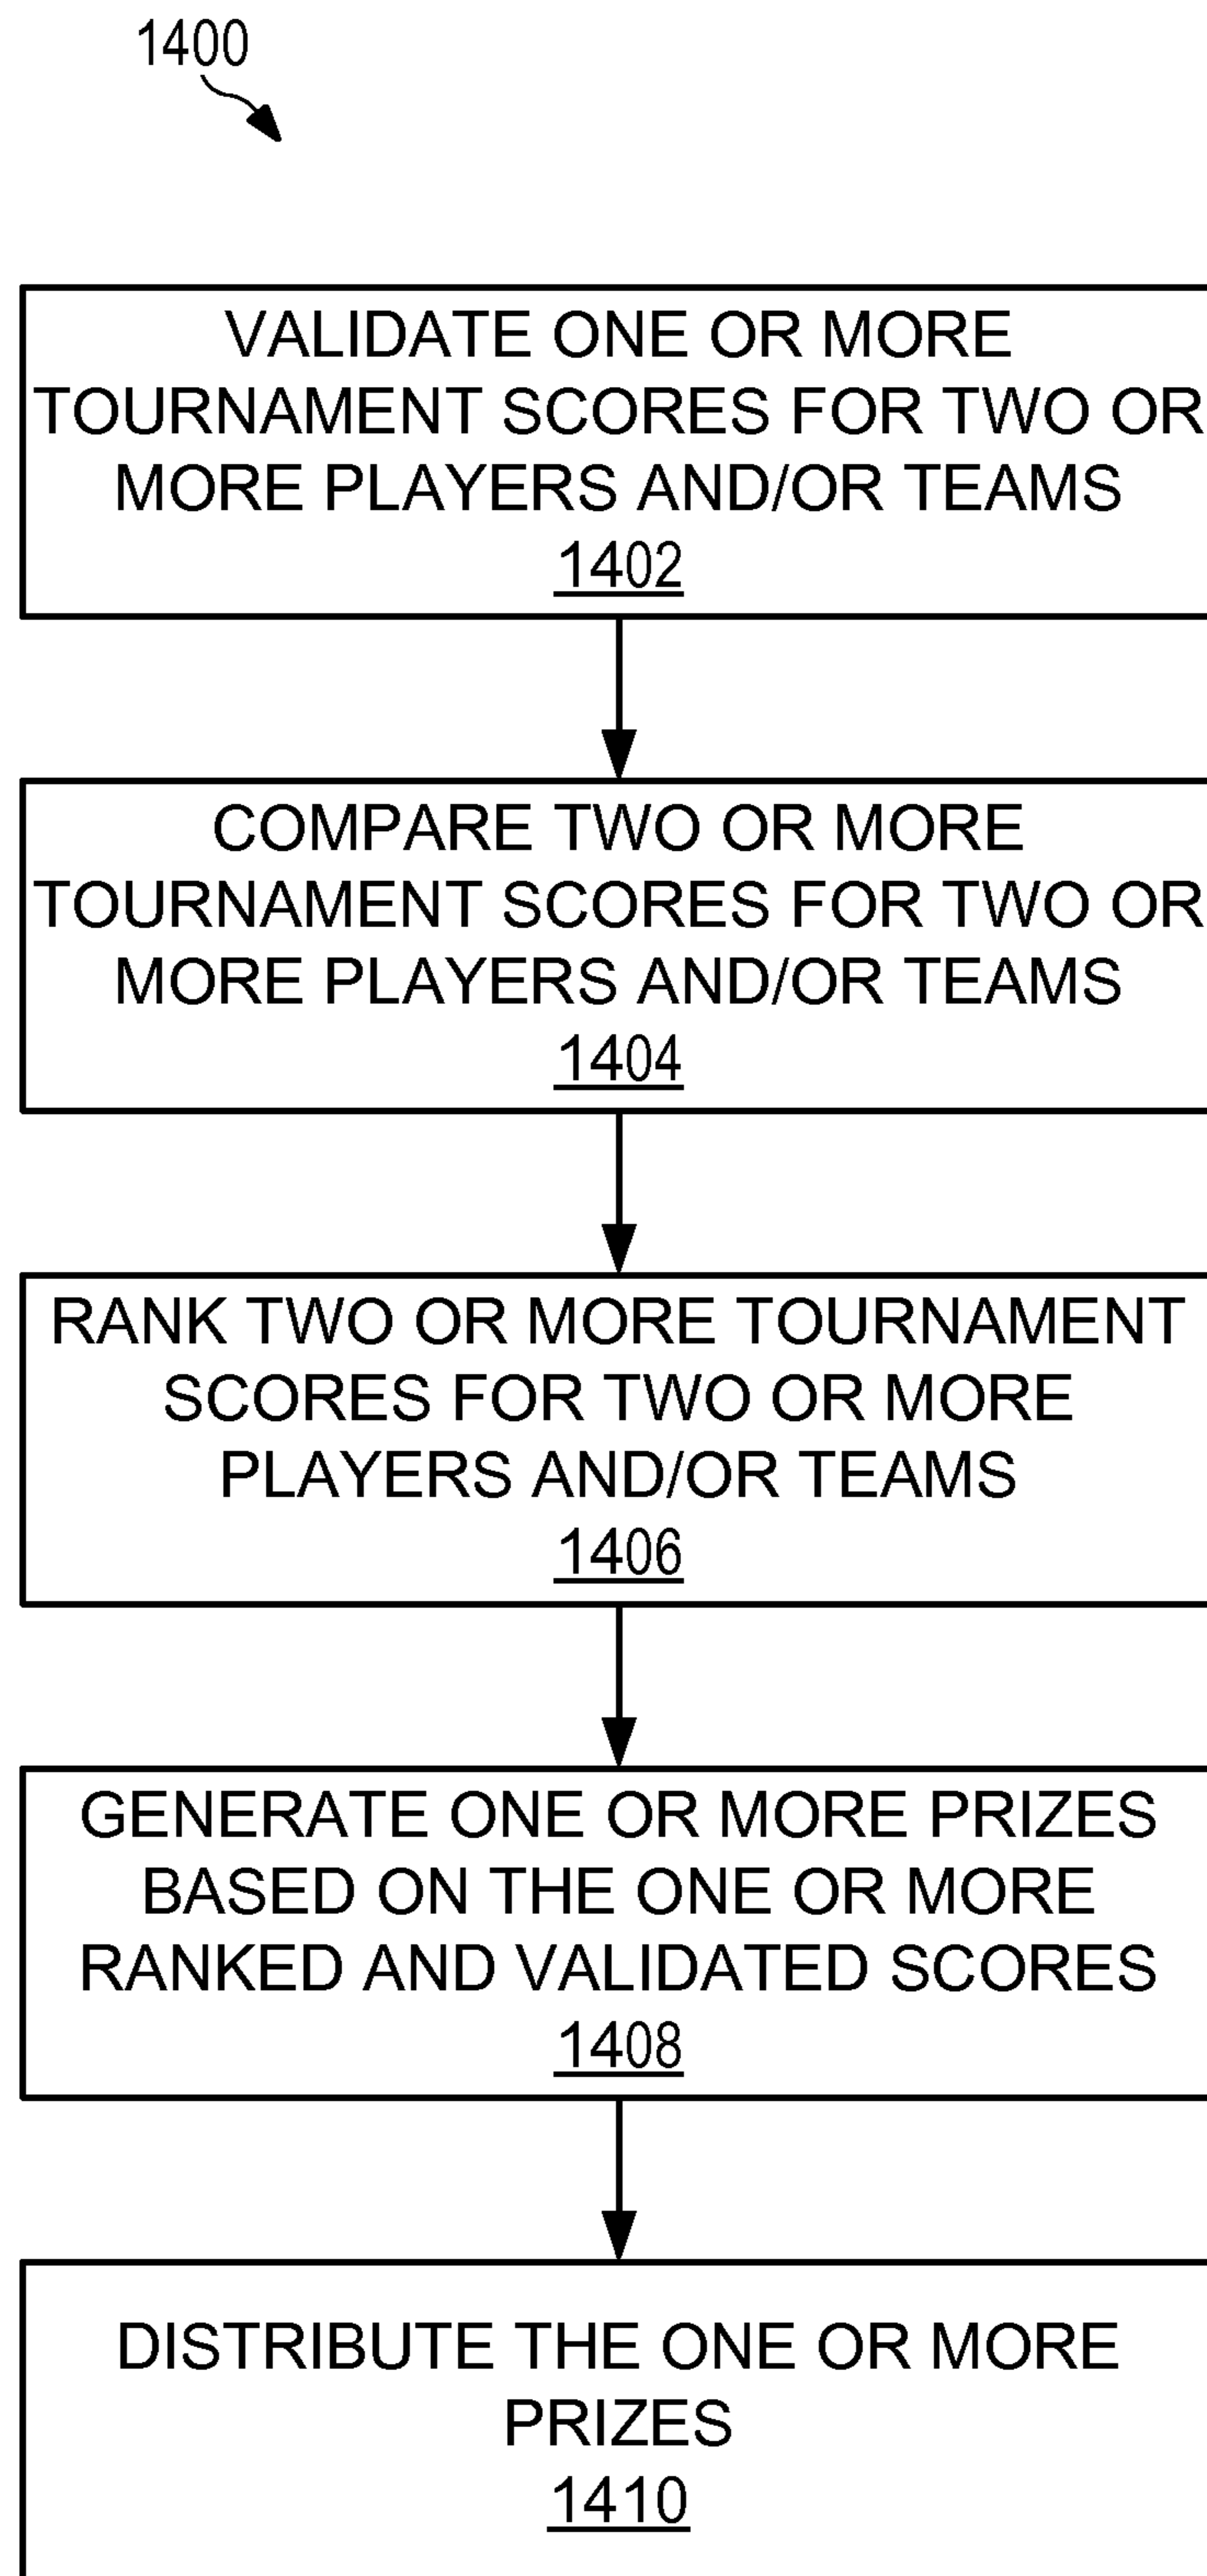 1400
VALIDATE ONE OR MORE
TOURNAMENT SCORES FOR TWO OR
MORE PLAYERS AND/OR TEAMS
1402
COMPARE TWO OR MORE
TOURNAMENT SCORES FOR TWO OR
MORE PLAYERS AND/OR TEAMS
1404
RANK TWO OR MORE TOURNAMENT
SCORES FOR TWO OR MORE
PLAYERS AND/OR TEAMS
1406
GENERATE ONE OR MORE PRIZES
BASED ON THE ONE OR MORE
RANKED AND VALIDATED SCORES
1408
DISTRIBUTE THE ONE OR MORE
PRIZES
1410